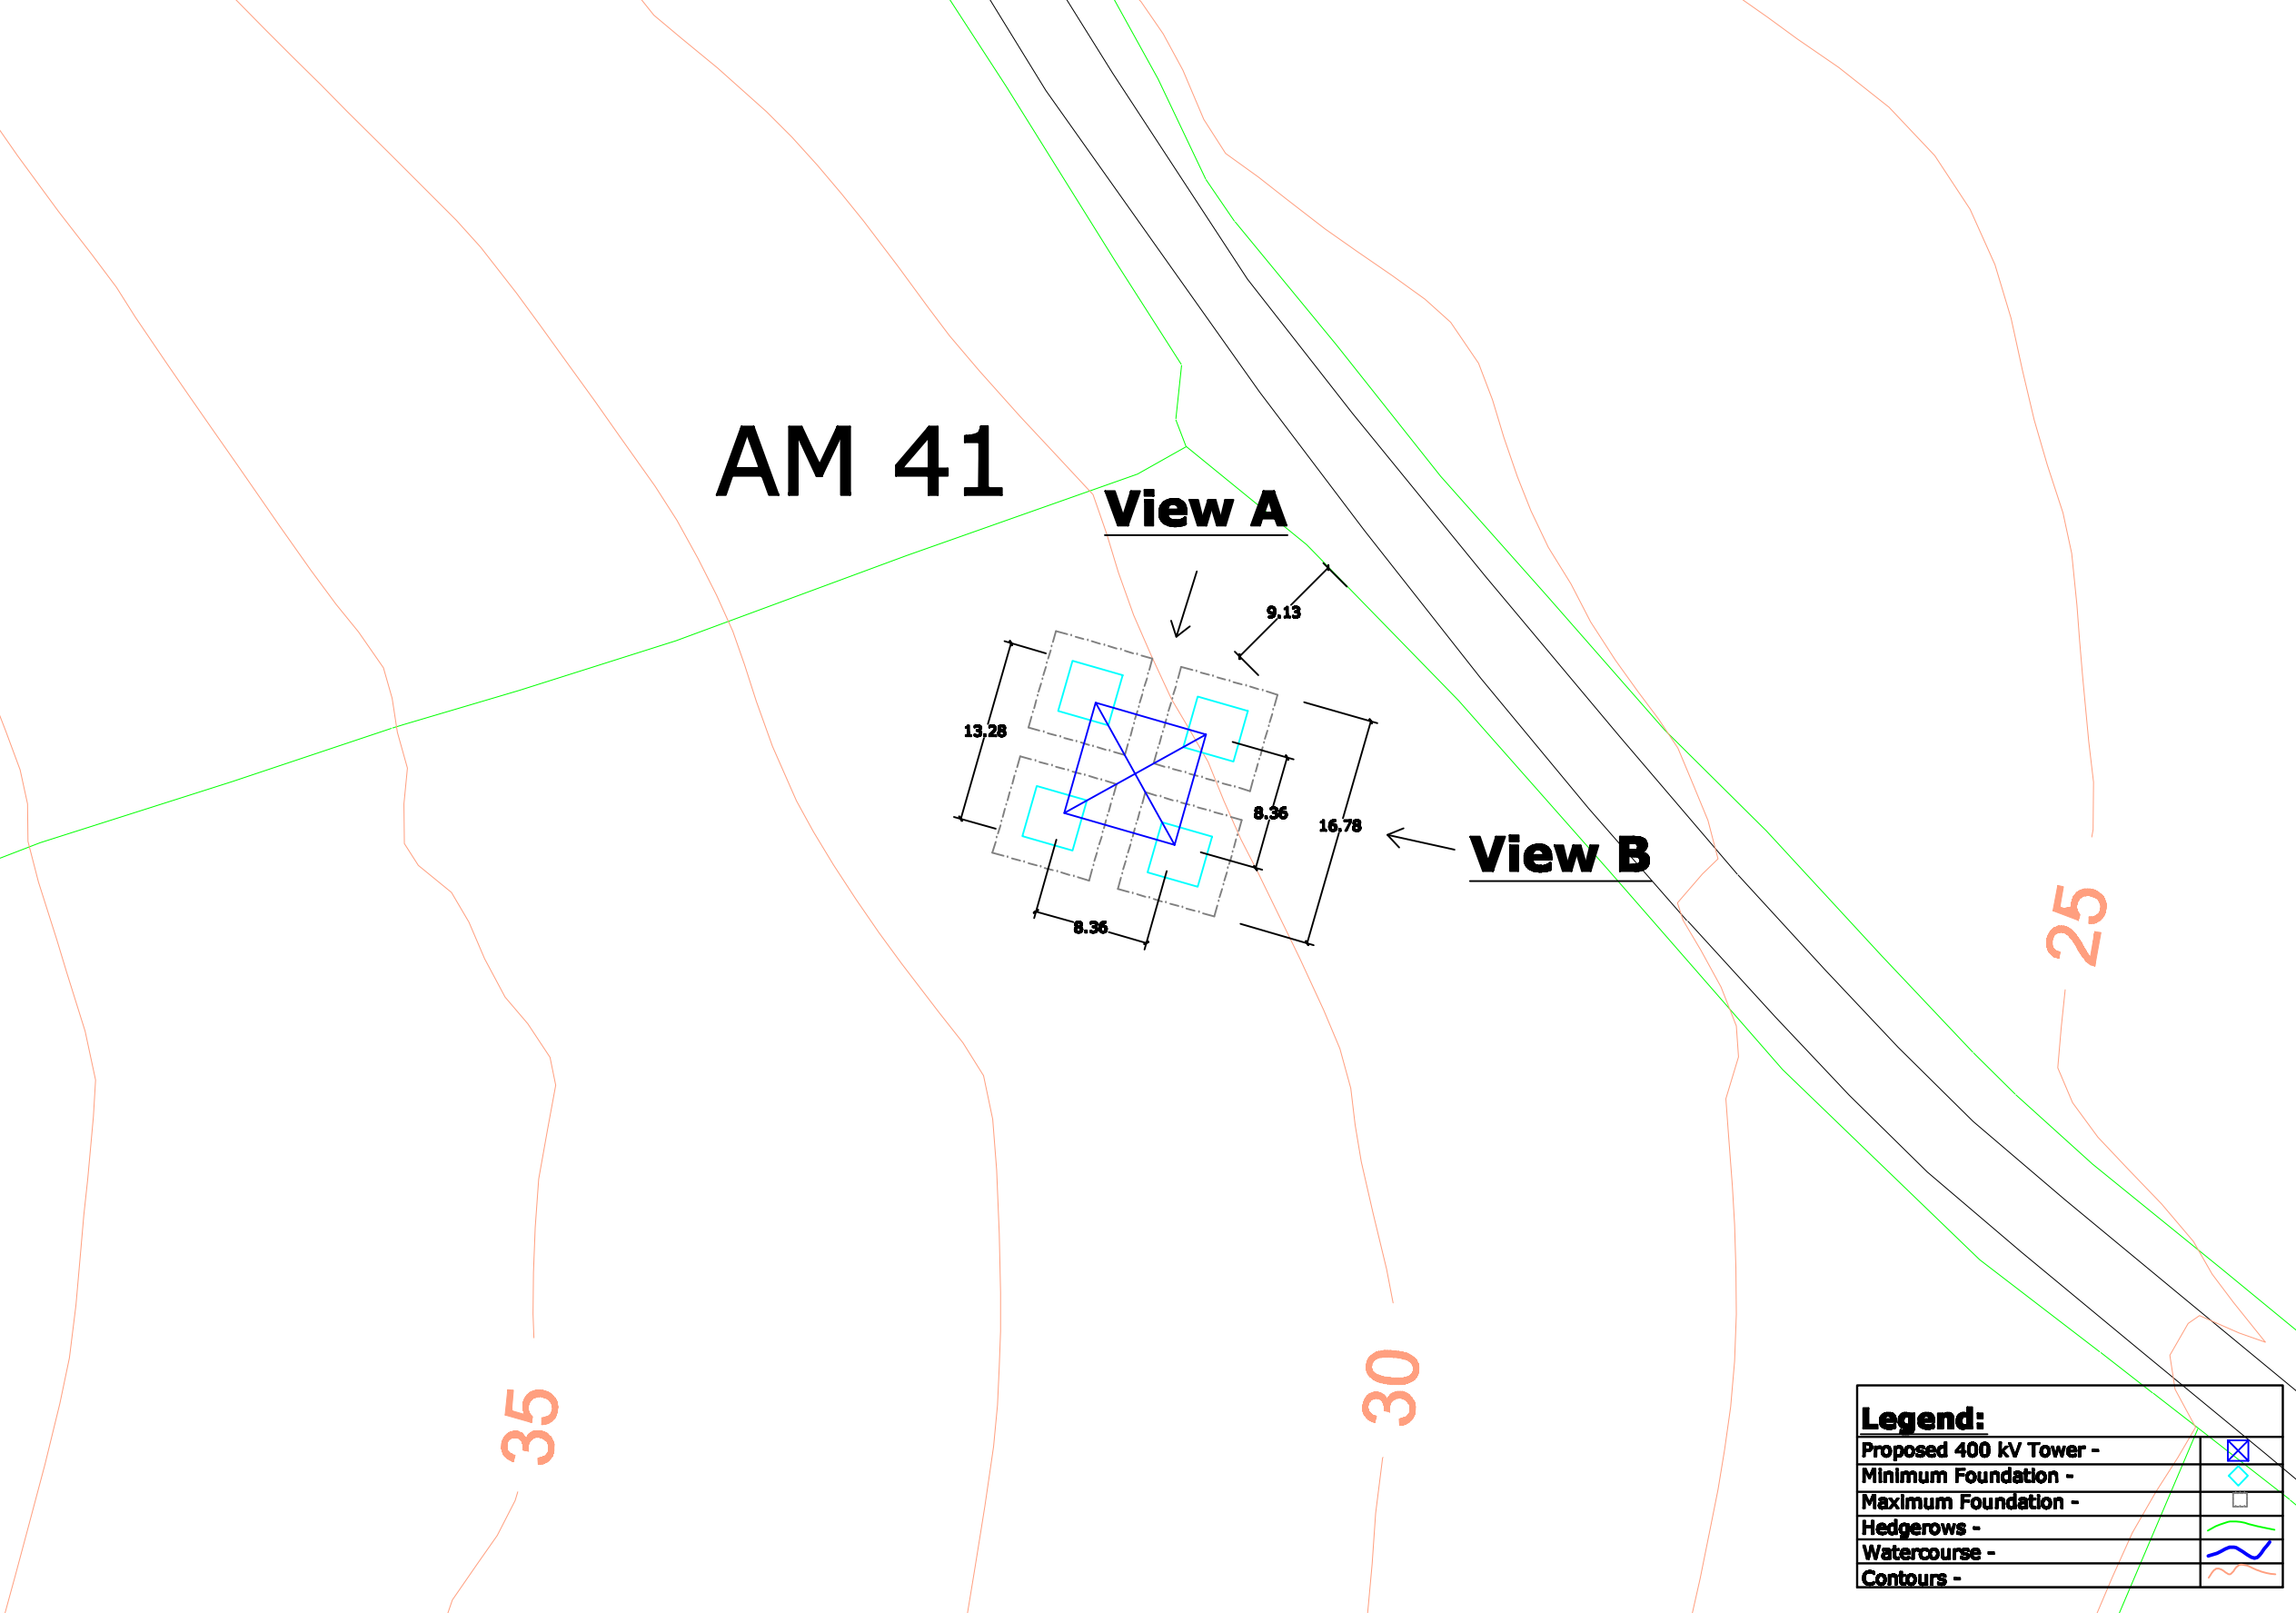 AM 41
View A
9.13
13.28
8.36
16.78
View B
8.36
25
30
35
Legend:
Proposed 400 kV Tower -
Minimum Foundation -
Maximum Foundation -
Hedgerows -
Watercourse -
Contours -